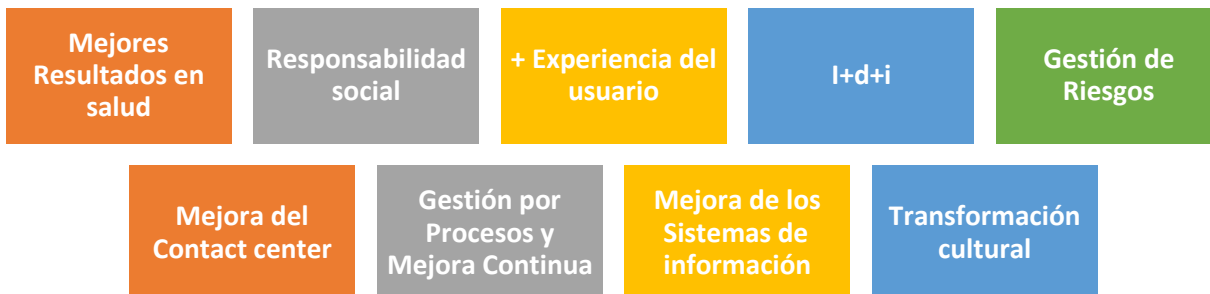 Mejores
Resultados en
salud
Responsabilidad
social
+ Experiencia del
usuario
I+d+i
Gestión de
Riesgos
Mejora del
Contact center
Gestión por
Procesos y
Mejora Continua
Mejora de los
Sistemas de
información
Transformación
cultural